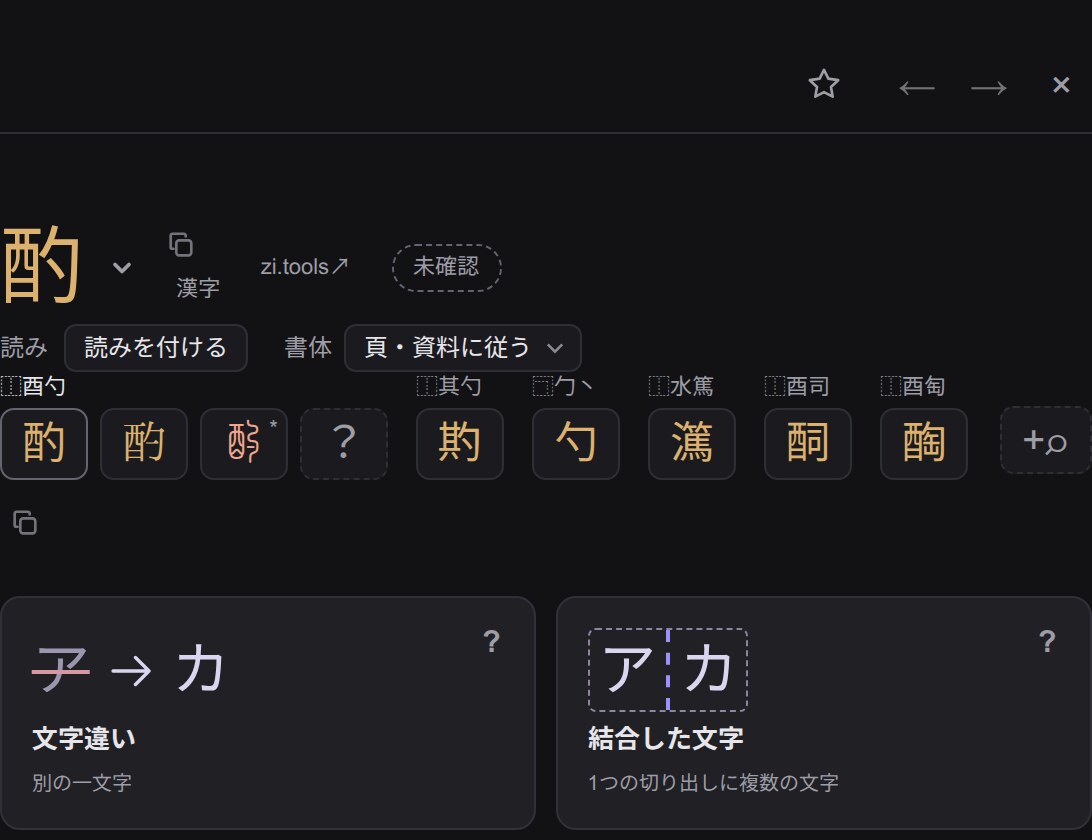 ← → ×
酌 漢字 zi.tools↗ 未確認
読み 読みを付ける 書体 頁・資料に従う
⿰酉勺 ⿰其勺 ⿹勹丶 ⿰水篤 ⿰酉司 ⿰酉匋
酌 酌 * ? 斯 勺 酮 醄 +
ア → カ ?
文字違い
別の一文字
アカ ?
結合した文字
1つの切り出しに複数の文字